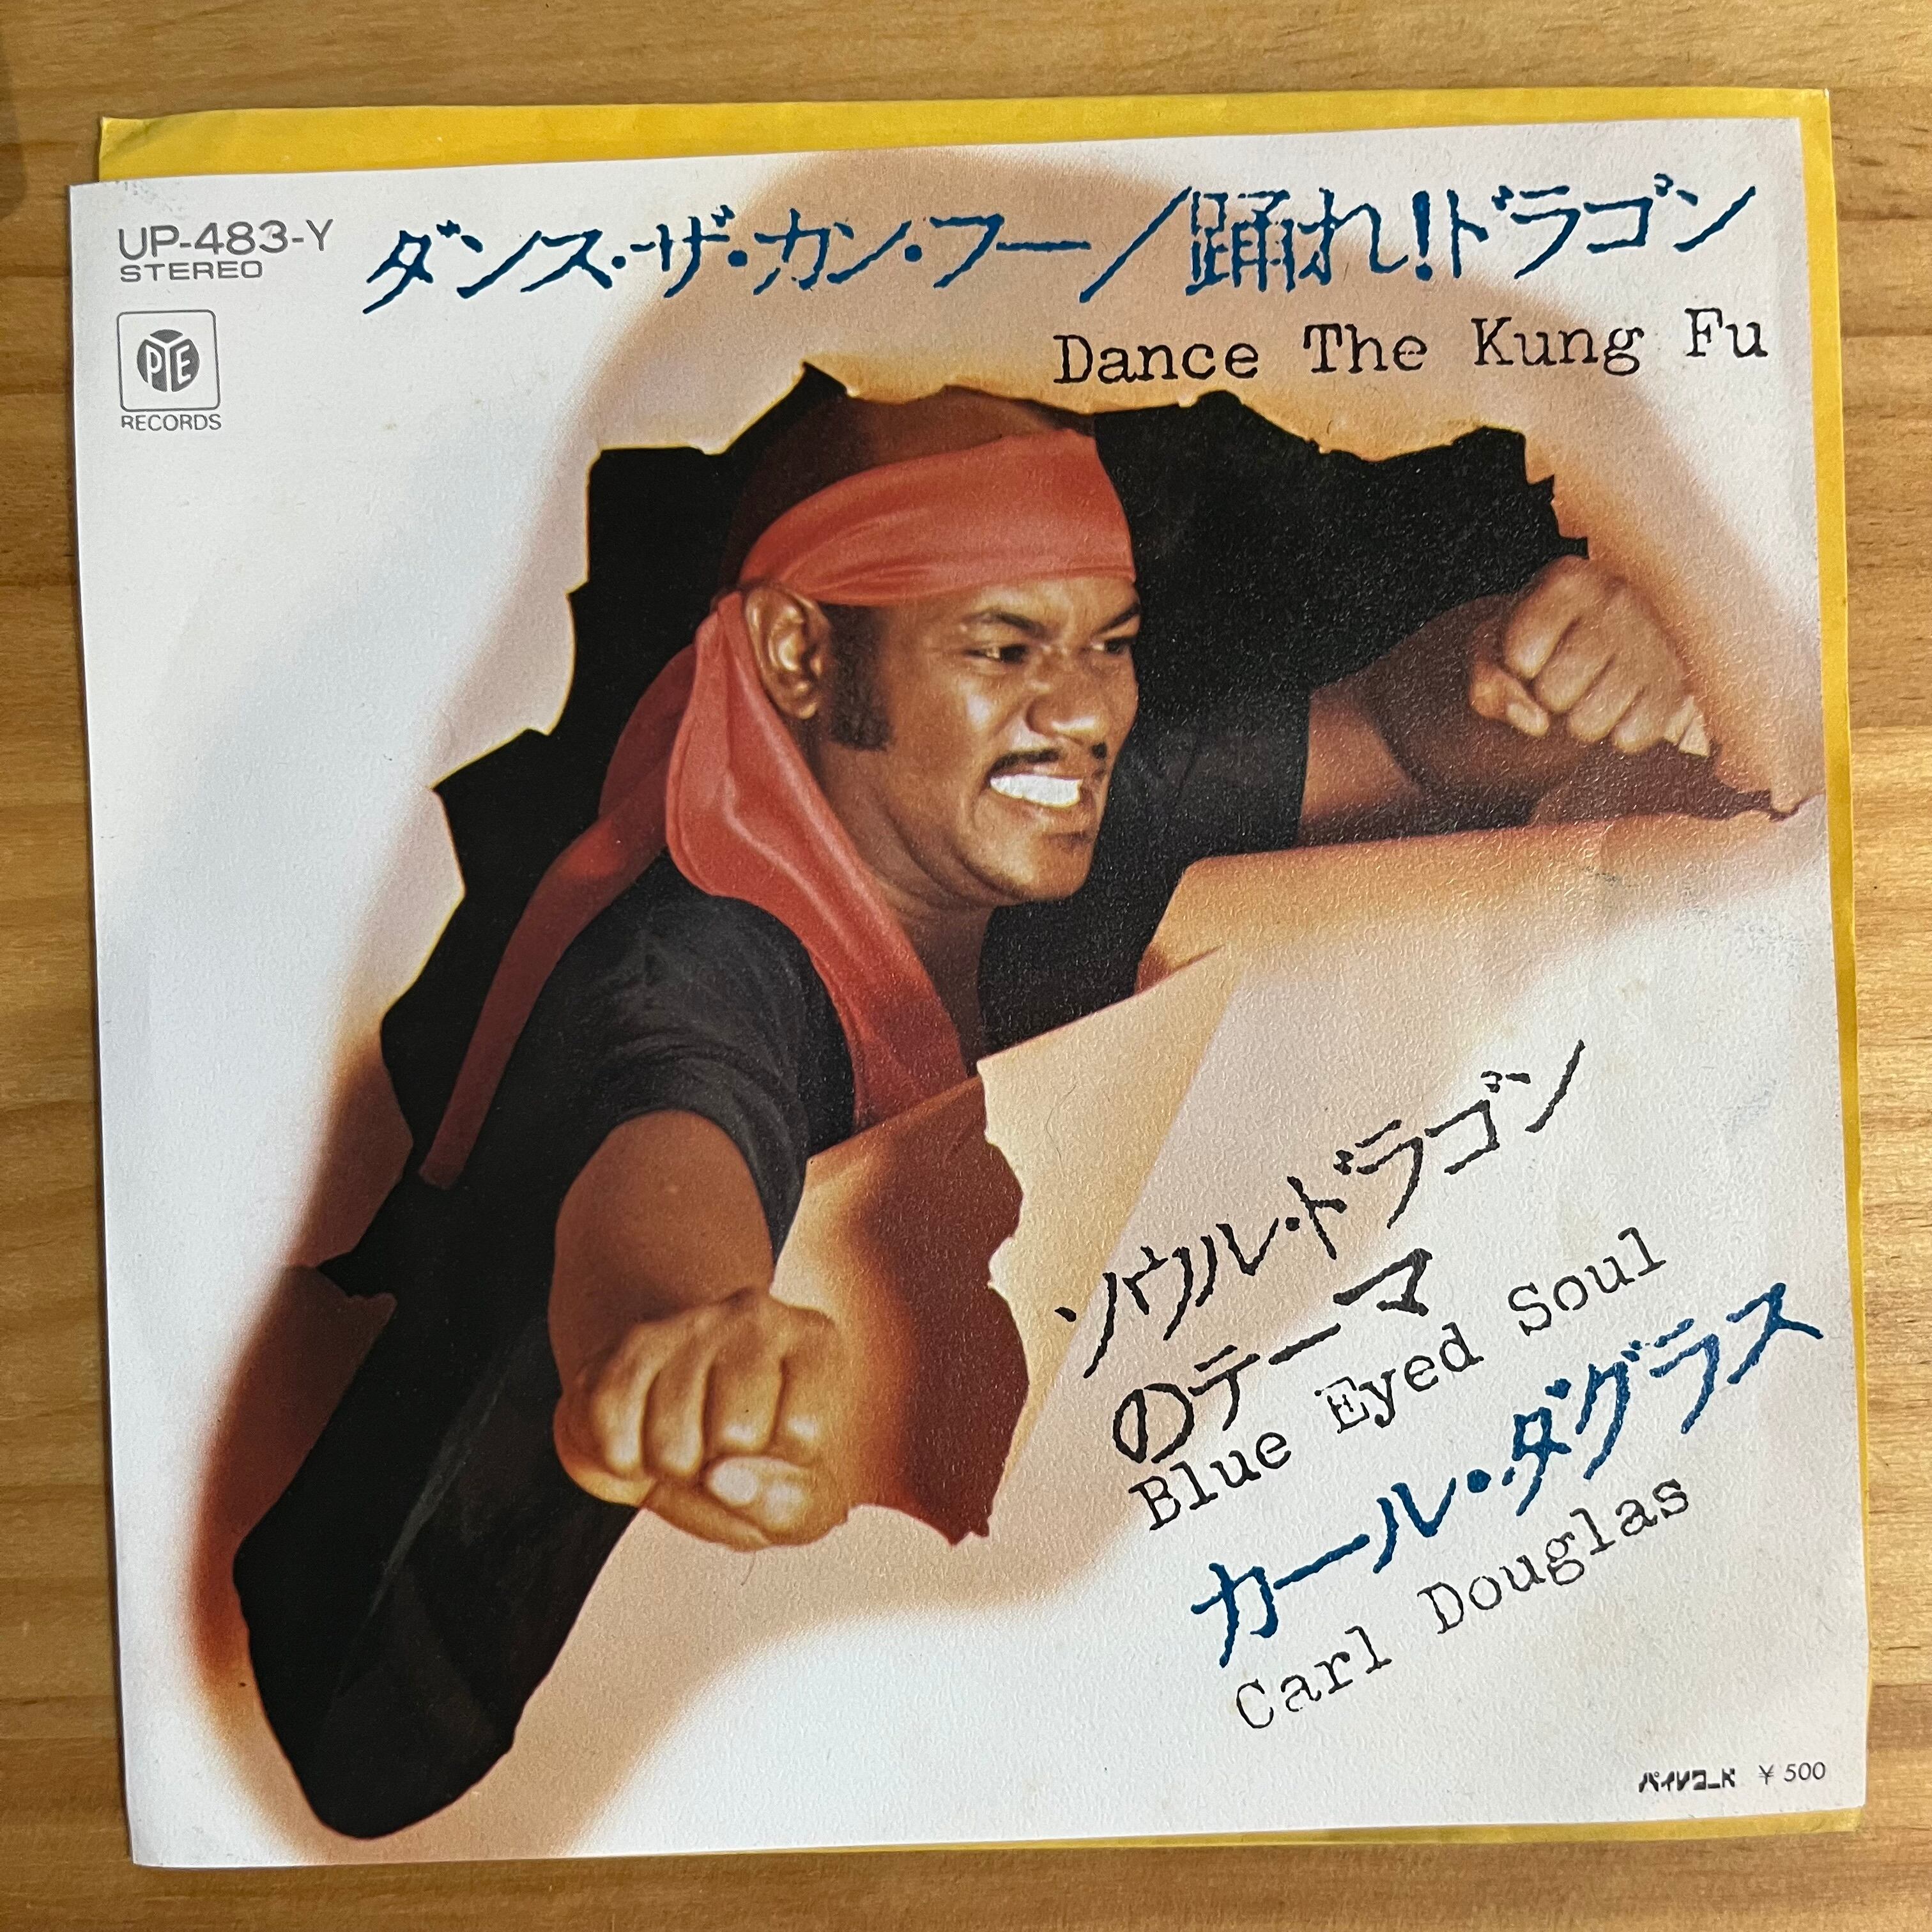 UP-483-Y
STEREO
PYE
RECORDS
ダンス・ザ・カン・フー/踊れ!ドラゴン
Dance The Kung Fu
ソウル・ドラゴン
のテーマ
Blue Eyed Soul
カール・ダグラス
Carl Douglas
パイレコード ¥500